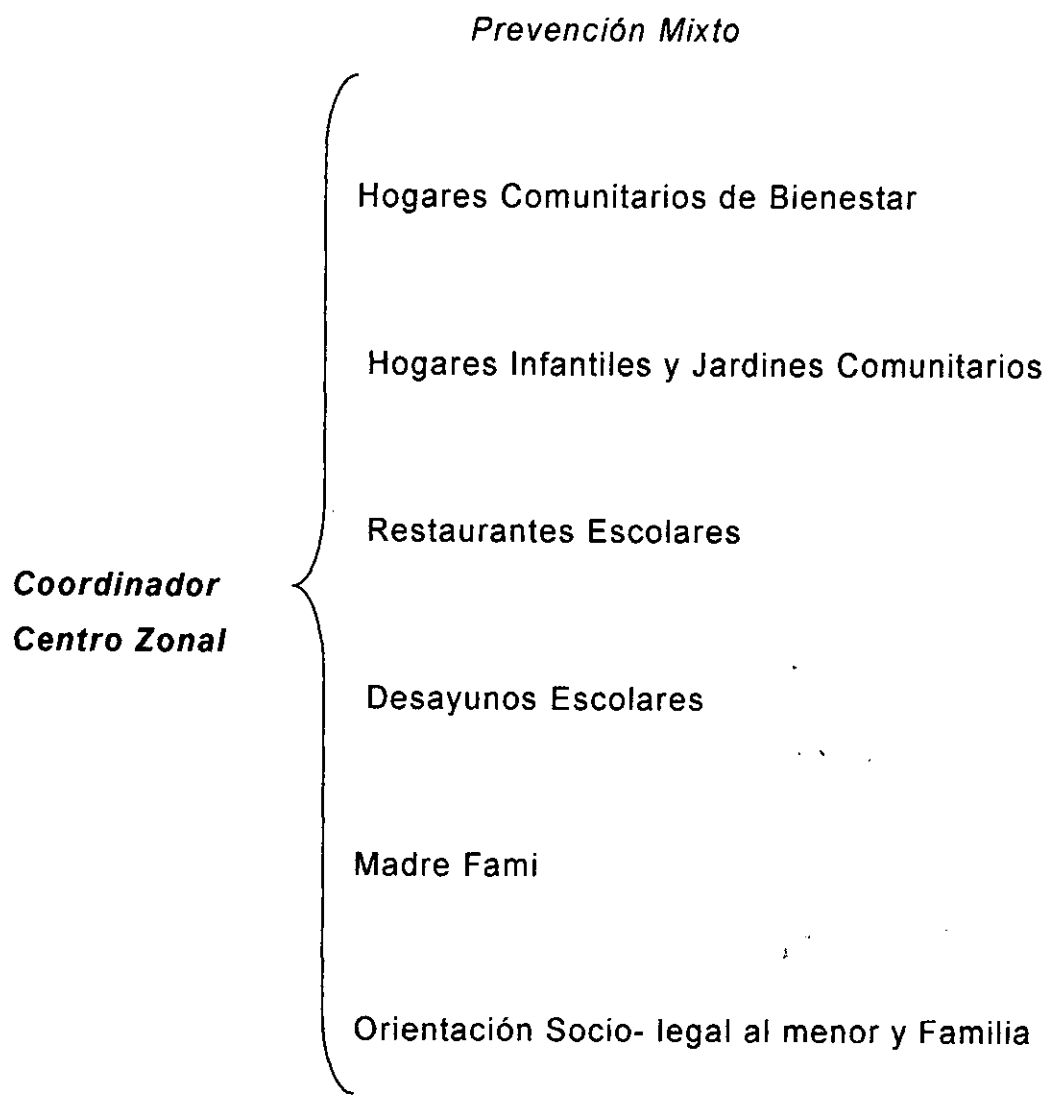 Prevención Mixto
Hogares Comunitarios de Bienestar
Hogares Infantiles y Jardines Comunitarios
Restaurantes Escolares
Coordinador
Centro Zonal
Desayunos Escolares
Madre Fami
Orientación Socio- legal al menor y Familia